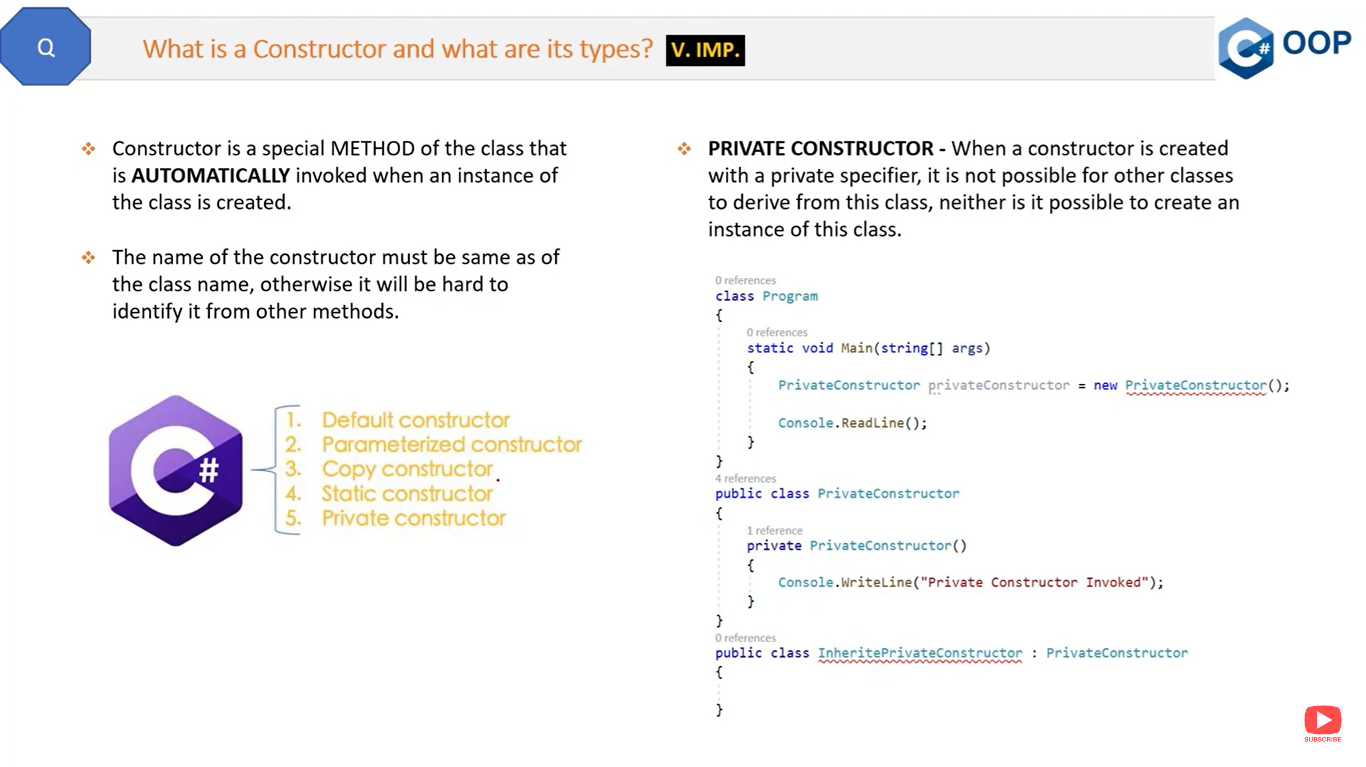 Q
What is a Constructor and what are its types? V. IMP.
C# OOP
Constructor is a special METHOD of the class that
is AUTOMATICALLY invoked when an instance of
the class is created.
The name of the constructor must be same as of
the class name, otherwise it will be hard to
identify it from other methods.
C#
1. Default constructor
2. Parameterized constructor
3. Copy constructor
4. Static constructor
5. Private constructor
PRIVATE CONSTRUCTOR - When a constructor is created
with a private specifier, it is not possible for other classes
to derive from this class, neither is it possible to create an
instance of this class.
0 references
class Program
{
0 references
static void Main(string[] args)
{
PrivateConstructor privateConstructor = new PrivateConstructor();
Console.ReadLine();
}
}
4 references
public class PrivateConstructor
{
1 reference
private PrivateConstructor()
{
Console.WriteLine("Private Constructor Invoked");
}
}
0 references
public class InheritePrivateConstructor : PrivateConstructor
{
}
SUBSCRIBE